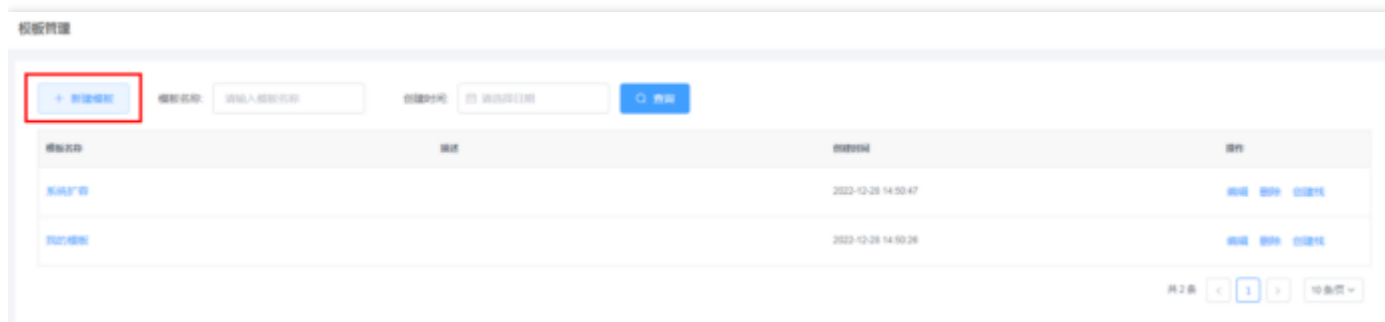 模板管理
+ 新建模板 模板名称: 请输入模板名称 创建时间: 请选择日期 查询
模板名称 描述 创建时间 操作
系统扩容 2022-12-28 14:50:47 编辑 删除 创建栈
我的模板 2022-12-28 14:50:26 编辑 删除 创建栈
共 2 条 < 1 > 10条/页